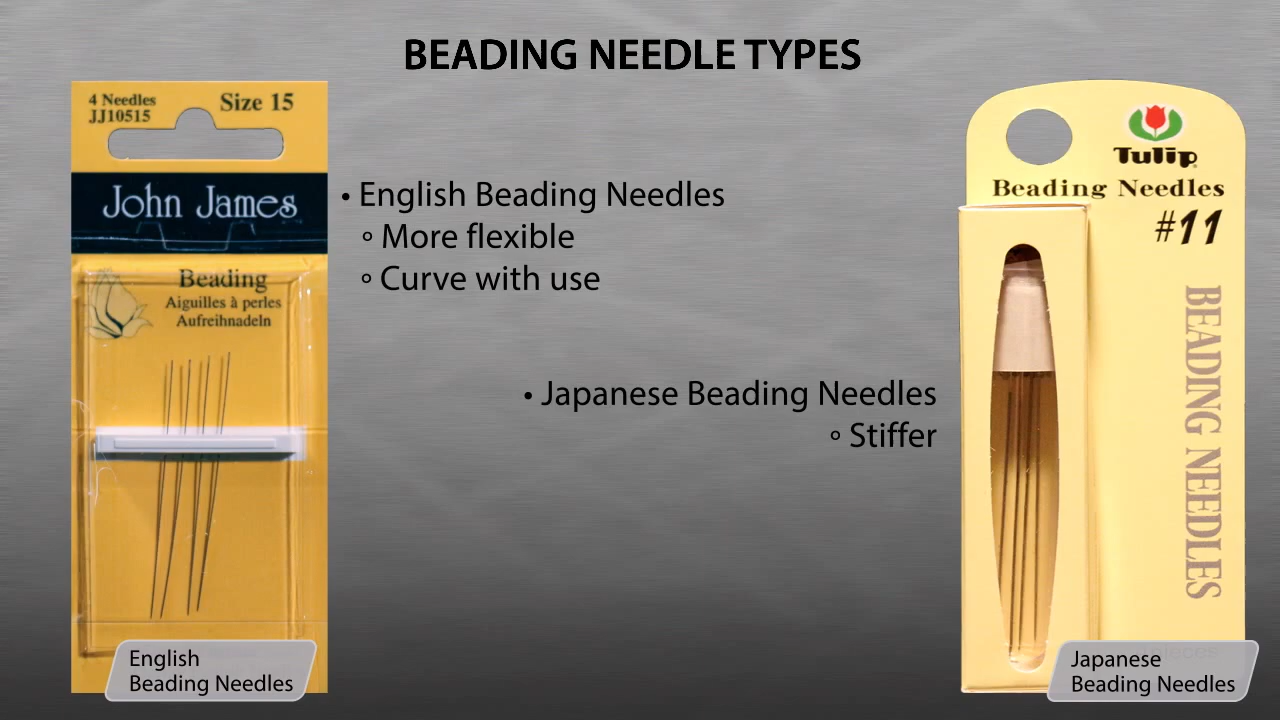 BEADING NEEDLE TYPES
4 Needles
JJ10515
Size 15
John James
Beading
Aiguilles à perles
Aufreihnadeln
English
Beading Needles
• English Beading Needles
◦ More flexible
◦ Curve with use
• Japanese Beading Needles
◦ Stiffer
Tulip
Beading Needles
#11
BEADING NEEDLES
Japanese
Beading Needles